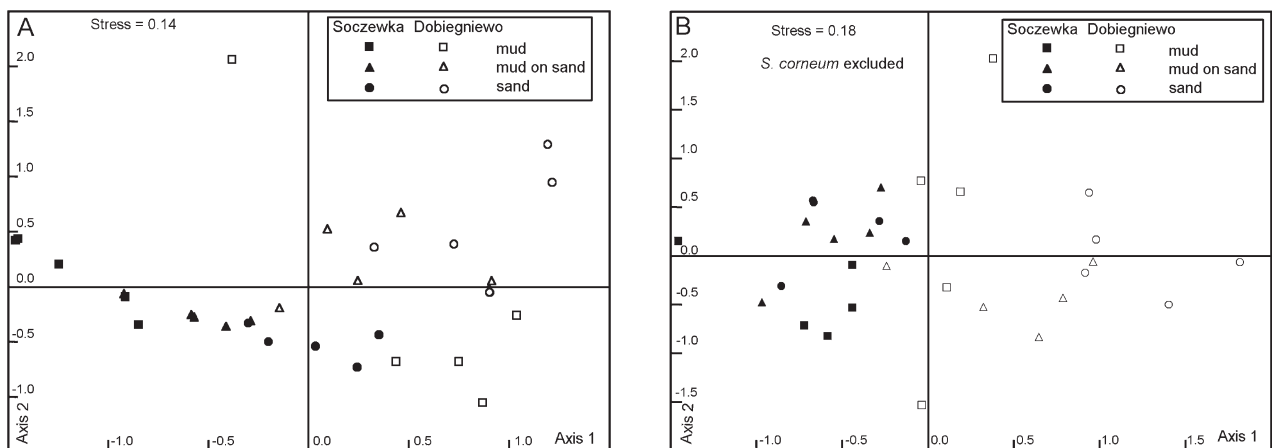 A
Stress = 0.14
Soczewka Dobiegniewo
mud
mud on sand
sand
2.0
1.5
1.0
0.5
0.0
-0.5
-1.0
Axis 2
-1.0 -0.5 0.0 0.5 1.0 Axis 1
B
Stress = 0.18
S. corneum excluded
Soczewka Dobiegniewo
mud
mud on sand
sand
2.0
1.5
1.0
0.5
0.0
-0.5
-1.0
-1.5
Axis 2
-1.0 -0.5 0.0 0.5 1.0 1.5 Axis 1